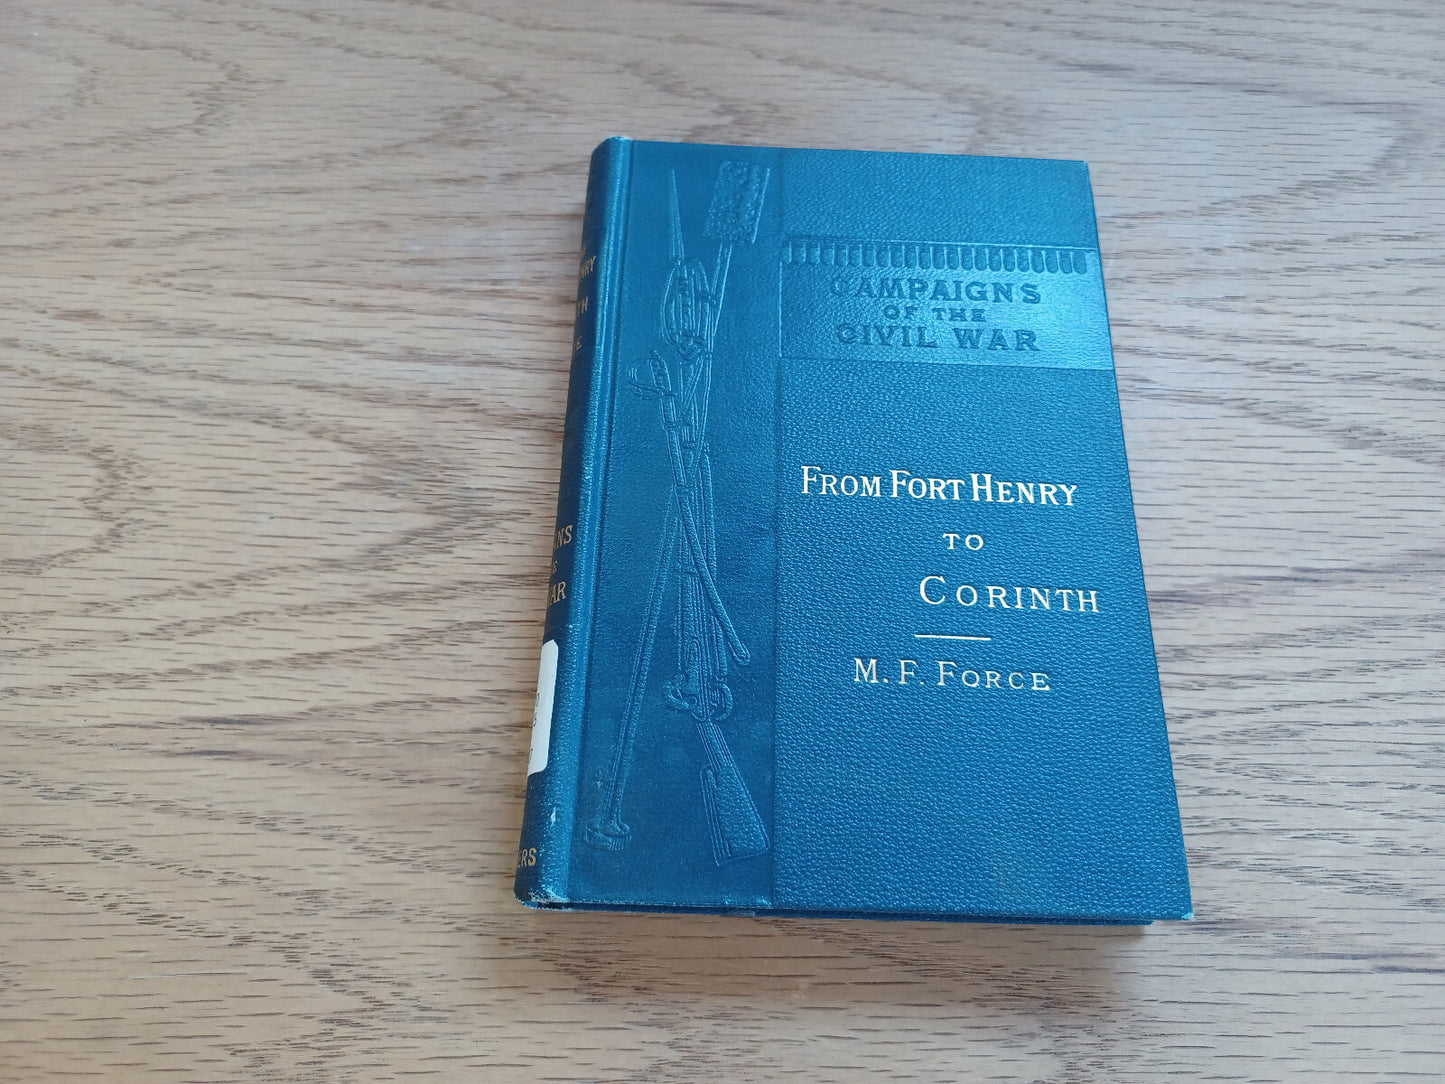 CAMPAIGNS
OF THE
CIVIL WAR
FROM FORT HENRY
TO
CORINTH
M. F. FORCE